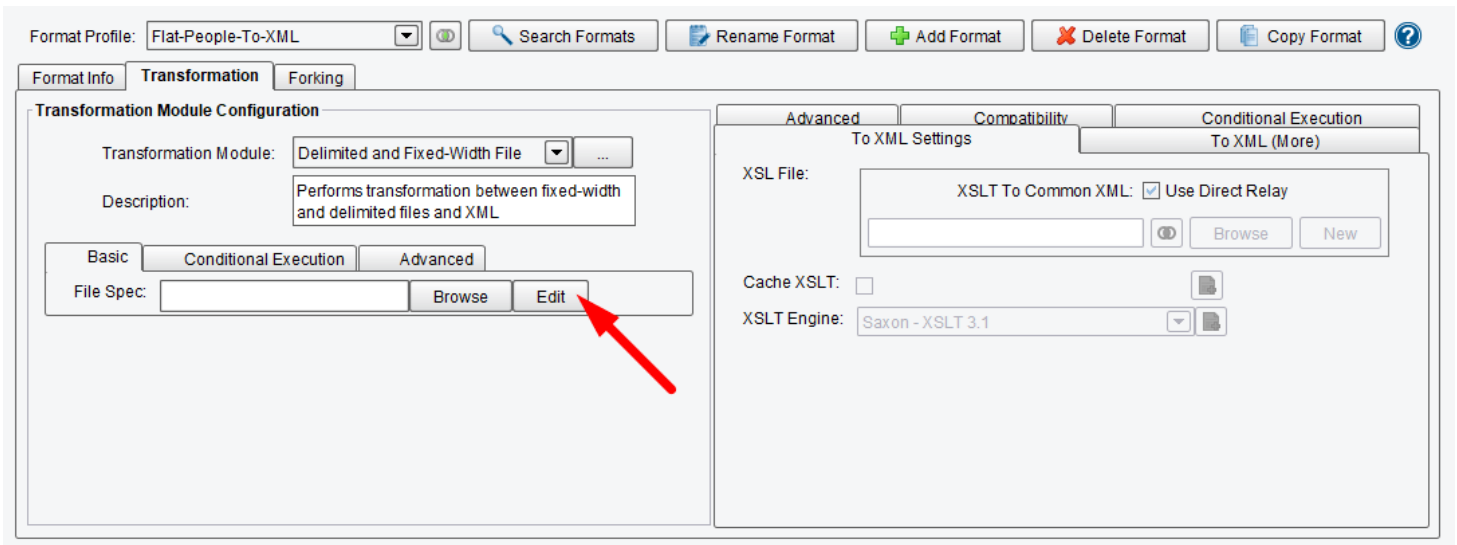 Format Profile: Flat-People-To-XML Search Formats Rename Format Add Format Delete Format Copy Format ?
Format Info Transformation Forking
Transformation Module Configuration
Transformation Module: Delimited and Fixed-Width File ...
Description: Performs transformation between fixed-width
and delimited files and XML
Basic Conditional Execution Advanced
File Spec: Browse Edit
Advanced Compatibility Conditional Execution
To XML Settings To XML (More)
XSL File:
XSLT To Common XML: Use Direct Relay
Browse New
Cache XSLT:
XSLT Engine: Saxon - XSLT 3.1